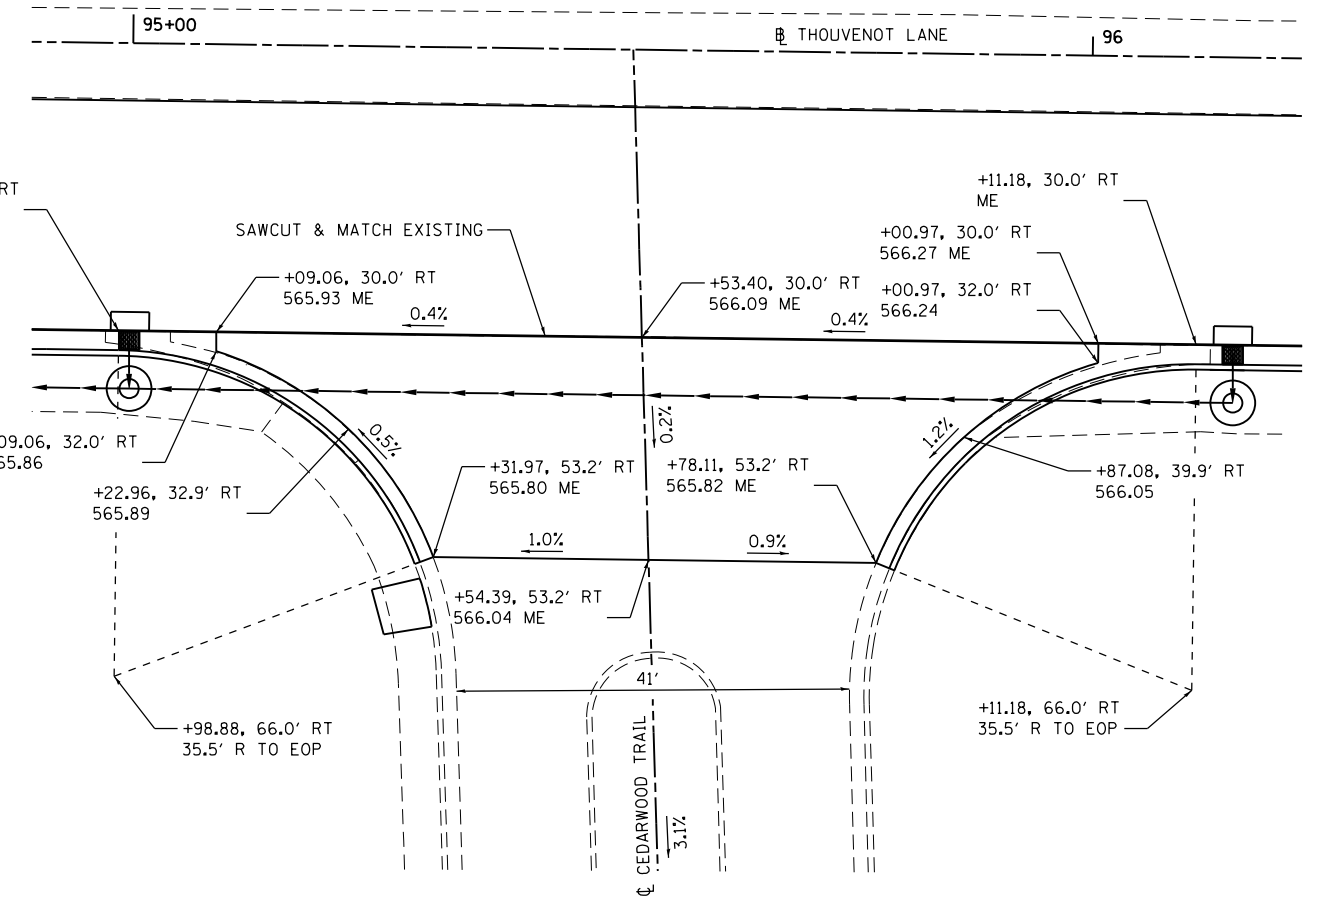 95+00
℄ THOUVENOT LANE
96
RT
+11.18, 30.0' RT
ME
SAWCUT & MATCH EXISTING
+00.97, 30.0' RT
566.27 ME
+09.06, 30.0' RT
565.93 ME
+53.40, 30.0' RT
566.09 ME
+00.97, 32.0' RT
566.24
0.4%
0.4%
0.2%
0.5%
1.2%
09.06, 32.0' RT
65.86
+31.97, 53.2' RT
565.80 ME
+78.11, 53.2' RT
565.82 ME
+87.08, 39.9' RT
566.05
+22.96, 32.9' RT
565.89
1.0%
0.9%
+54.39, 53.2' RT
566.04 ME
41'
+98.88, 66.0' RT
35.5' R TO EOP
+11.18, 66.0' RT
35.5' R TO EOP
℄ CEDARWOOD TRAIL
3.1%